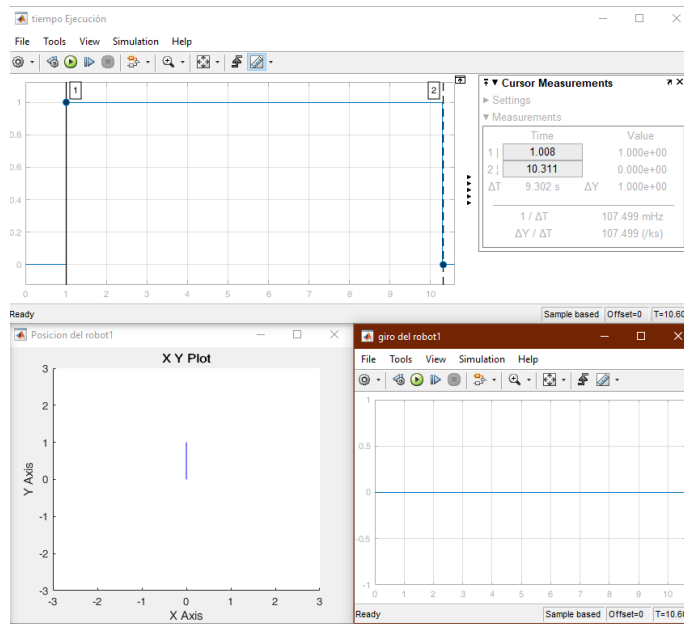 tiempo Ejecución
File Tools View Simulation Help
1 2
1
0.8
0.6
0.4
0.2
0
0 1 2 3 4 5 6 7 8 9 10
Cursor Measurements
Settings
Measurements
Time Value
1 | 1.008 1.000e+00
2 ¦ 10.311 0.000e+00
ΔT 9.302 s ΔY 1.000e+00
1 / ΔT 107.499 mHz
ΔY / ΔT 107.499 (/ks)
Ready Sample based Offset=0 T=10.60
Posicion del robot1
X Y Plot
3
2
1
0
-1
-2
-3
Y Axis
-3 -2 -1 0 1 2 3
X Axis
giro del robot1
File Tools View Simulation Help
1
0.5
0
-0.5
-1
0 1 2 3 4 5 6 7 8 9 10
Ready Sample based Offset=0 T=10.60